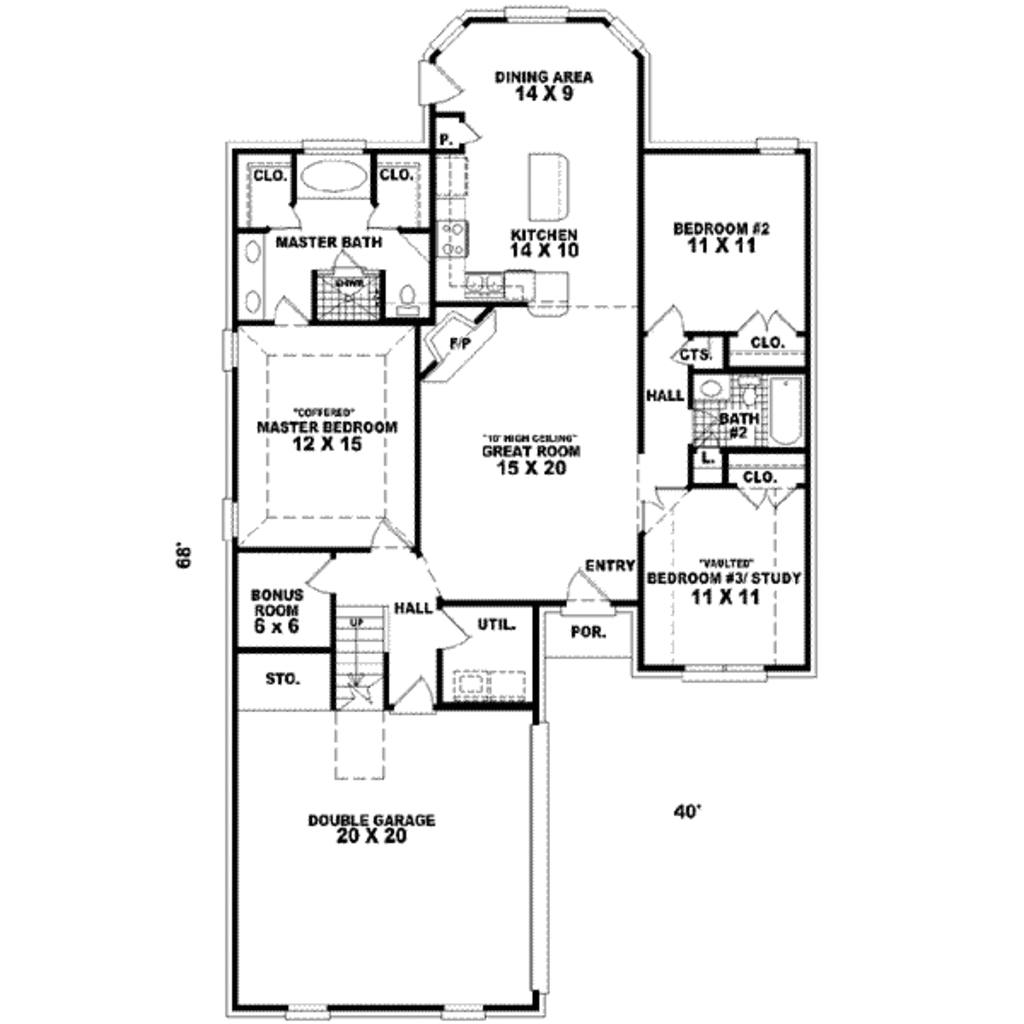 DINING AREA
14 X 9
P.
CLO.
CLO.
MASTER BATH
SHWR
KITCHEN
14 X 10
BEDROOM #2
11 X 11
F/P
CTS.
CLO.
HALL
BATH
#2
L.
CLO.
"COFFERED"
MASTER BEDROOM
12 X 15
"10' HIGH CEILING"
GREAT ROOM
15 X 20
68'
ENTRY
"VAULTED"
BEDROOM #3/ STUDY
11 X 11
BONUS
ROOM
6 x 6
HALL
UP
UTIL.
POR.
STO.
40'
DOUBLE GARAGE
20 X 20